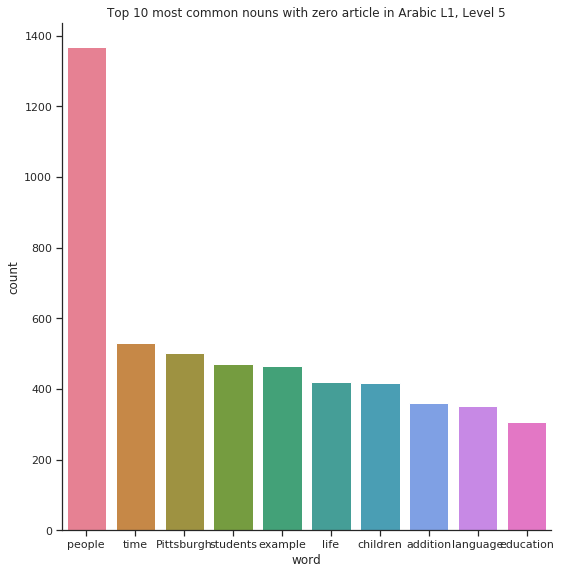 Top 10 most common nouns with zero article in Arabic L1, Level 5
1400
1200
1000
800
600
400
200
0
count
people time Pittsburgh students example life children addition language education
word